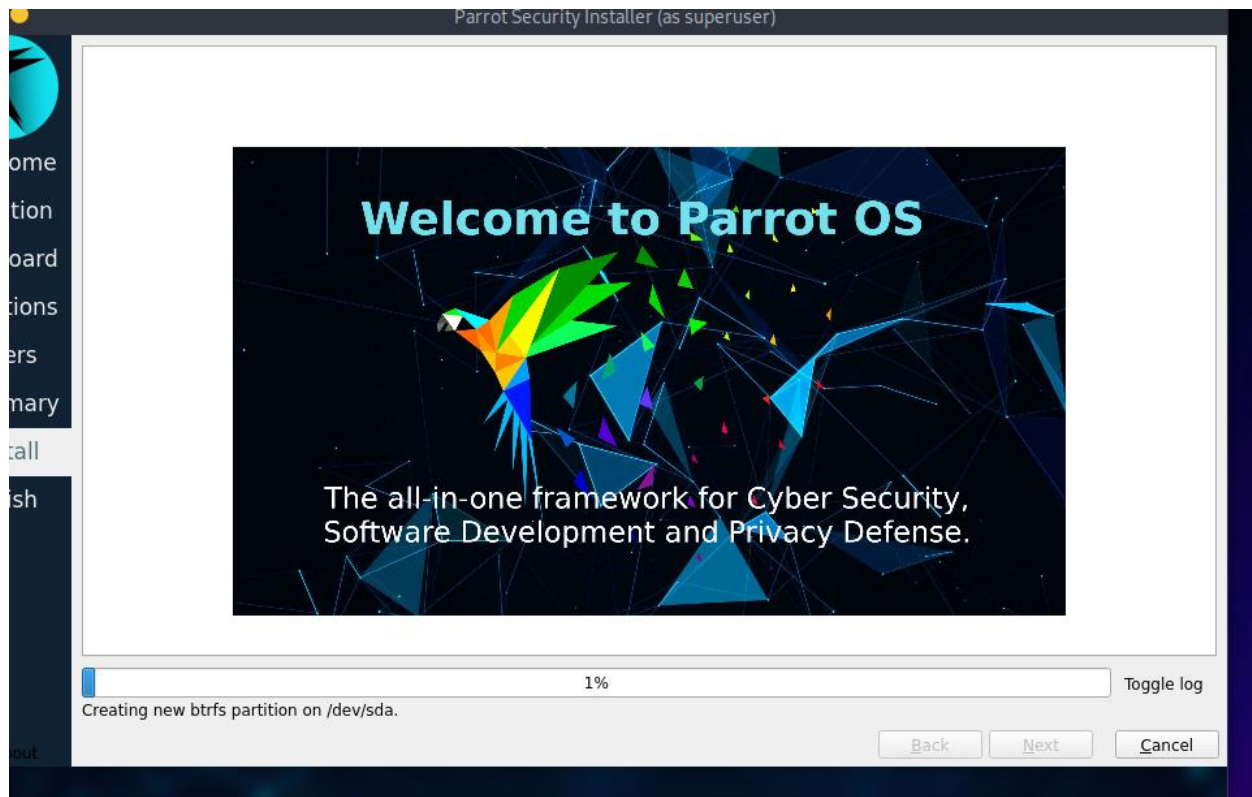 Parrot Security Installer (as superuser)
ome
tion
oard
tions
ers
mary
tall
ish
out
Welcome to Parrot OS
The all-in-one framework for Cyber Security,
Software Development and Privacy Defense.
1%
Toggle log
Creating new btrfs partition on /dev/sda.
Back
Next
Cancel